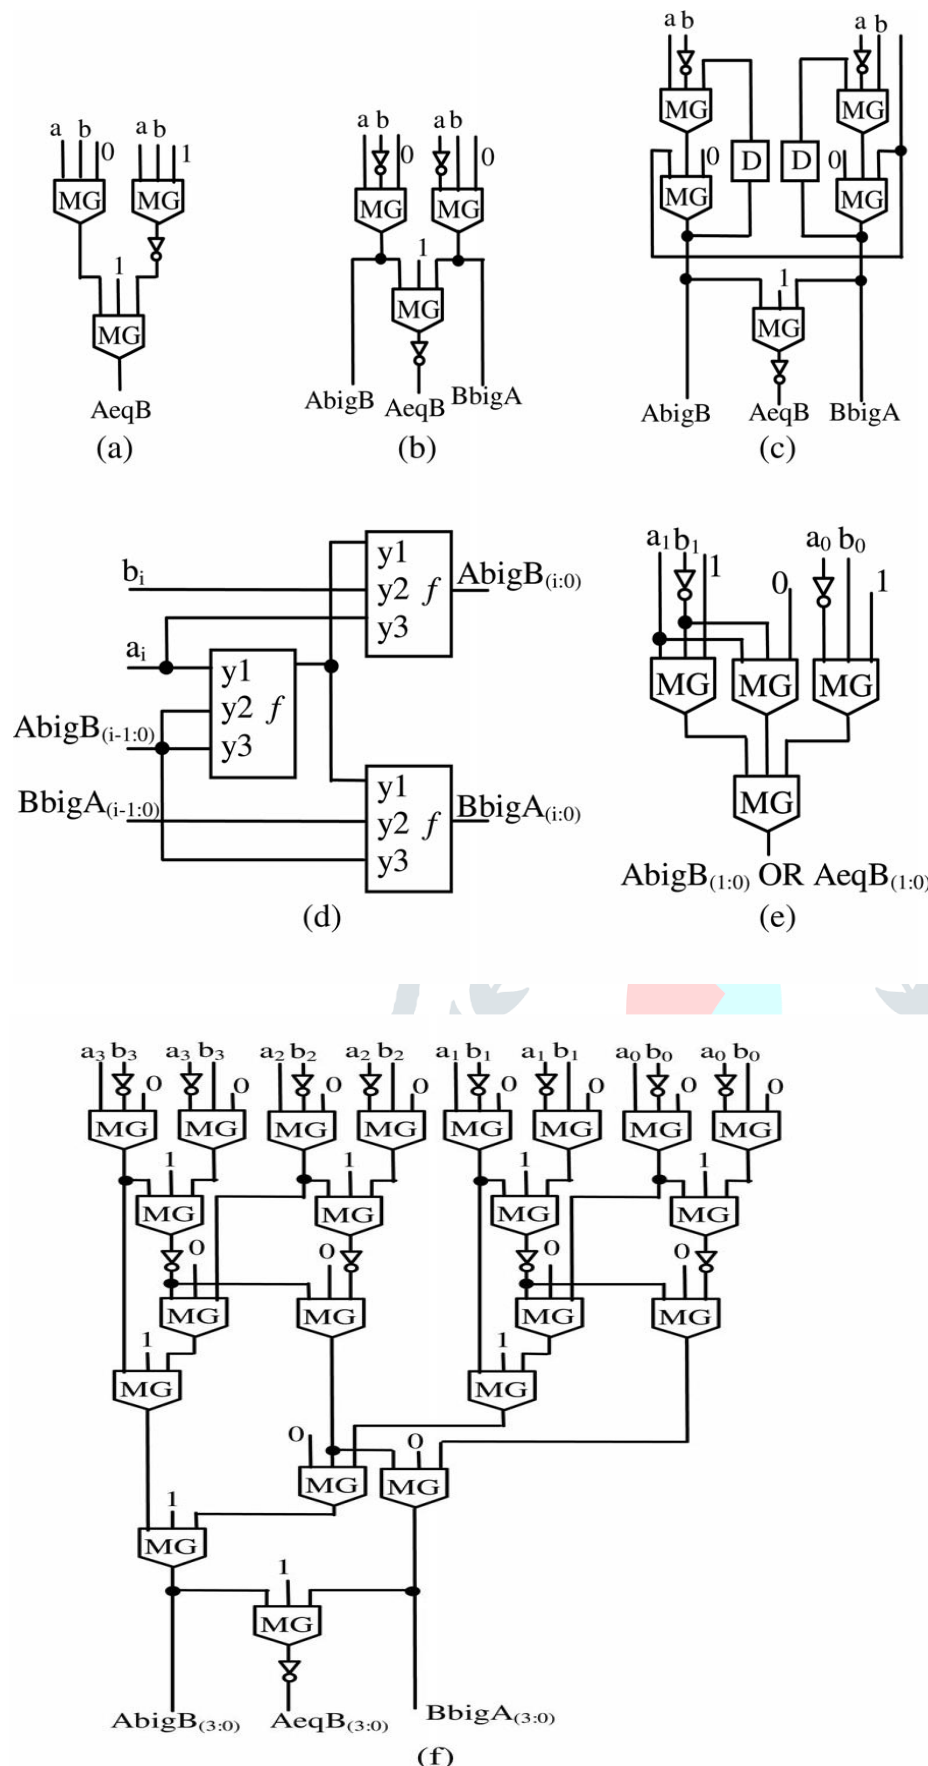 a b 0 a b 1
MG MG
1
MG
AeqB
(a)
a b 0 a b 0
MG MG
1
MG
AbigB AeqB BbigA
(b)
a b a b
MG MG
0 D D 0
MG MG
1
MG
AbigB AeqB BbigA
(c)
y1
bᵢ y2 f AbigB(i:0)
y3
aᵢ y1
y2 f
AbigB(i-1:0) y3
y1
BbigA(i-1:0) y2 f BbigA(i:0)
y3
(d)
a₁ b₁ 1 0 a₀ b₀ 1
MG MG MG
MG
AbigB(1:0) OR AeqB(1:0)
(e)
a₃ b₃ a₃ b₃ a₂ b₂ a₂ b₂ a₁ b₁ a₁ b₁ a₀ b₀ a₀ b₀
0 0 0 0 0 0 0 0
MG MG MG MG MG MG MG MG
1 1 1 1
MG MG MG MG
0 0 0 0
MG MG MG MG
1 1
MG MG
0 0
MG MG
1
MG
1
MG
AbigB(3:0) AeqB(3:0) BbigA(3:0)
(f)